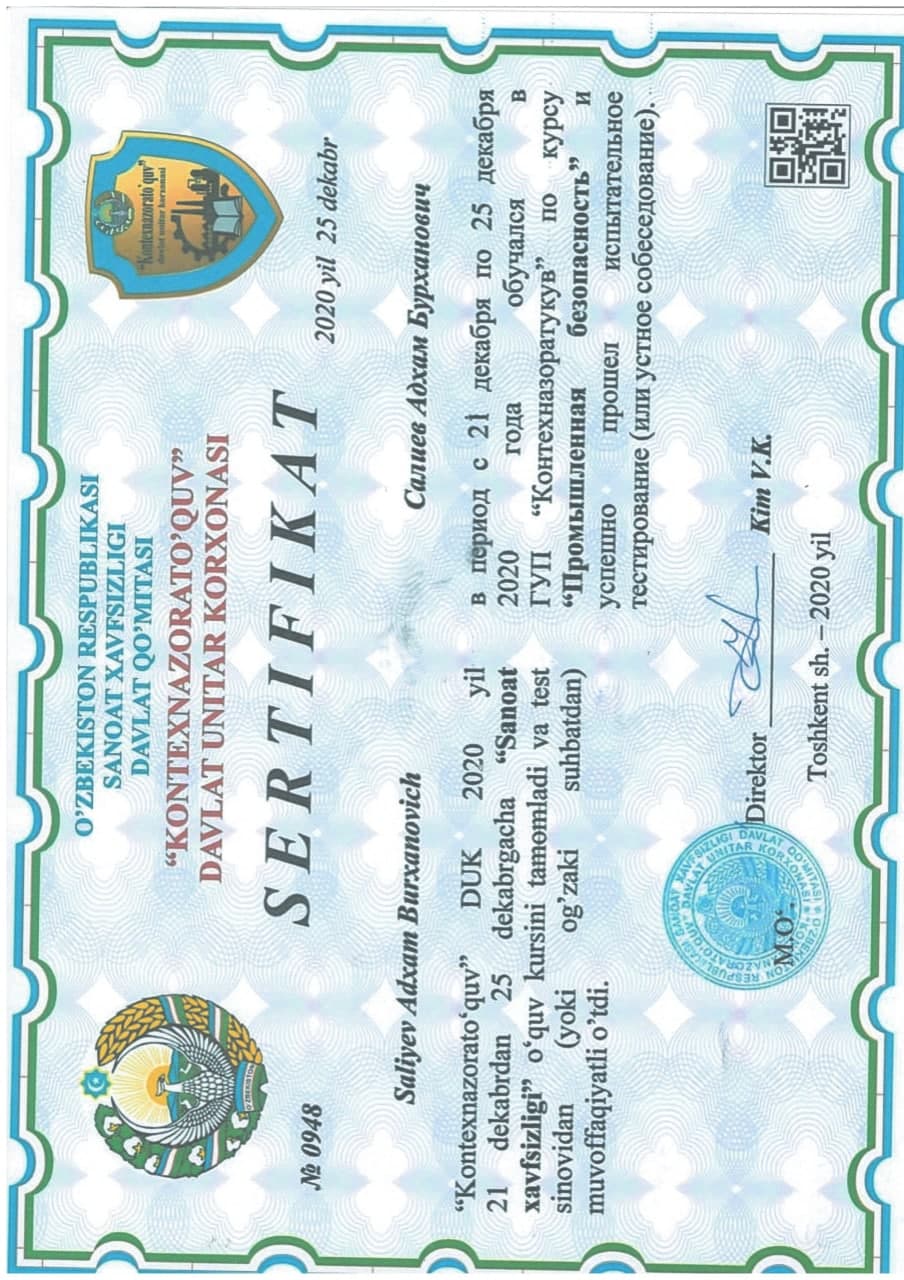 O’ZBEKISTON RESPUBLIKASI
SANOAT XAVFSIZLIGI
DAVLAT QO’MITASI
“KONTEXNAZORATO’QUV”
DAVLAT UNITAR KORXONASI
O‘ZBEKISTON
“Kontexnazorato‘quv”
davlat unitar korxonasi
SERTIFIKAT
№ 0948
2020 yil 25 dekabr
Saliyev Adxam Burxanovich
“Kontexnazorato‘quv” DUK 2020 yil
21 dekabrdan 25 dekabrgacha “Sanoat
xavfsizligi” o‘quv kursini tamomladi va test
sinovidan (yoki og’zaki suhbatdan)
muvoffaqiyatli o’tdi.
Салиев Адхам Бурханович
в период с 21 декабря по 25 декабря
2020 года обучался в
ГУП “Контехназоратукув” по курсу
“Промышленная безопасность” и
успешно прошел испытательное
тестирование (или устное собеседование).
O‘ZBEKISTON RESPUBLIKASI SANOAT XAVFSIZLIGI DAVLAT QO‘MITASI
“KONTEXNAZORATO‘QUV” DAVLAT UNITAR KORXONASI
M.O‘.
Direktor
Kim V.K.
Toshkent sh. – 2020 yil